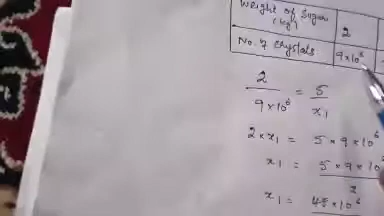 Weight of Sugar (kg) 2
No. of Crystals 9×10⁶
2 / 9×10⁶ = 5 / x₁
2 × x₁ = 5 × 9×10⁶
x₁ = 5 × 9×10⁶ / 2
x₁ = 45×10⁶